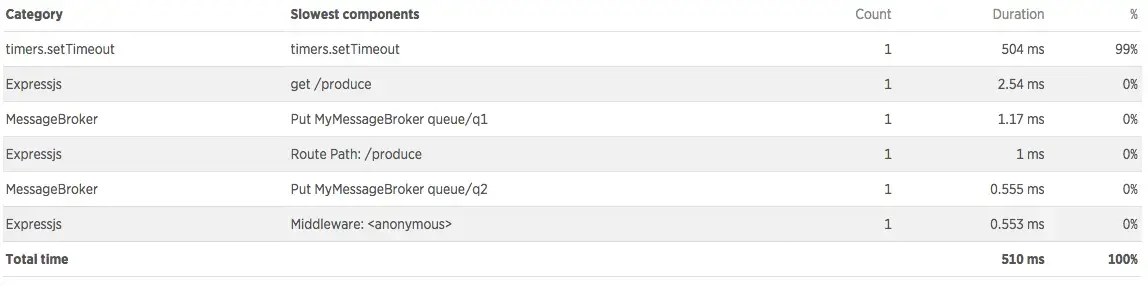 Category Slowest components Count Duration %
timers.setTimeout timers.setTimeout 1 504 ms 99%
Expressjs get /produce 1 2.54 ms 0%
MessageBroker Put MyMessageBroker queue/q1 1 1.17 ms 0%
Expressjs Route Path: /produce 1 1 ms 0%
MessageBroker Put MyMessageBroker queue/q2 1 0.555 ms 0%
Expressjs Middleware: <anonymous> 1 0.553 ms 0%
Total time 510 ms 100%